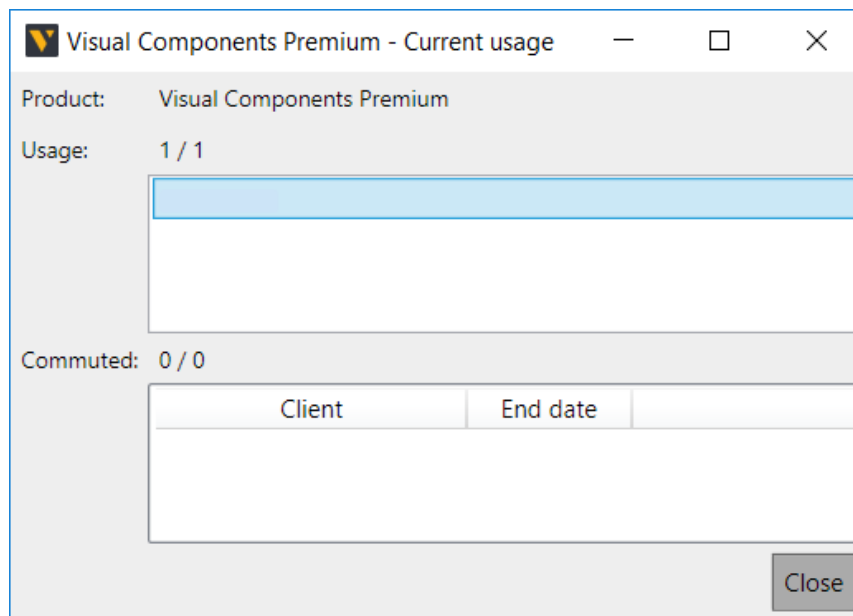 Visual Components Premium - Current usage
Product: Visual Components Premium
Usage: 1 / 1
Commuted: 0 / 0
Client End date
Close